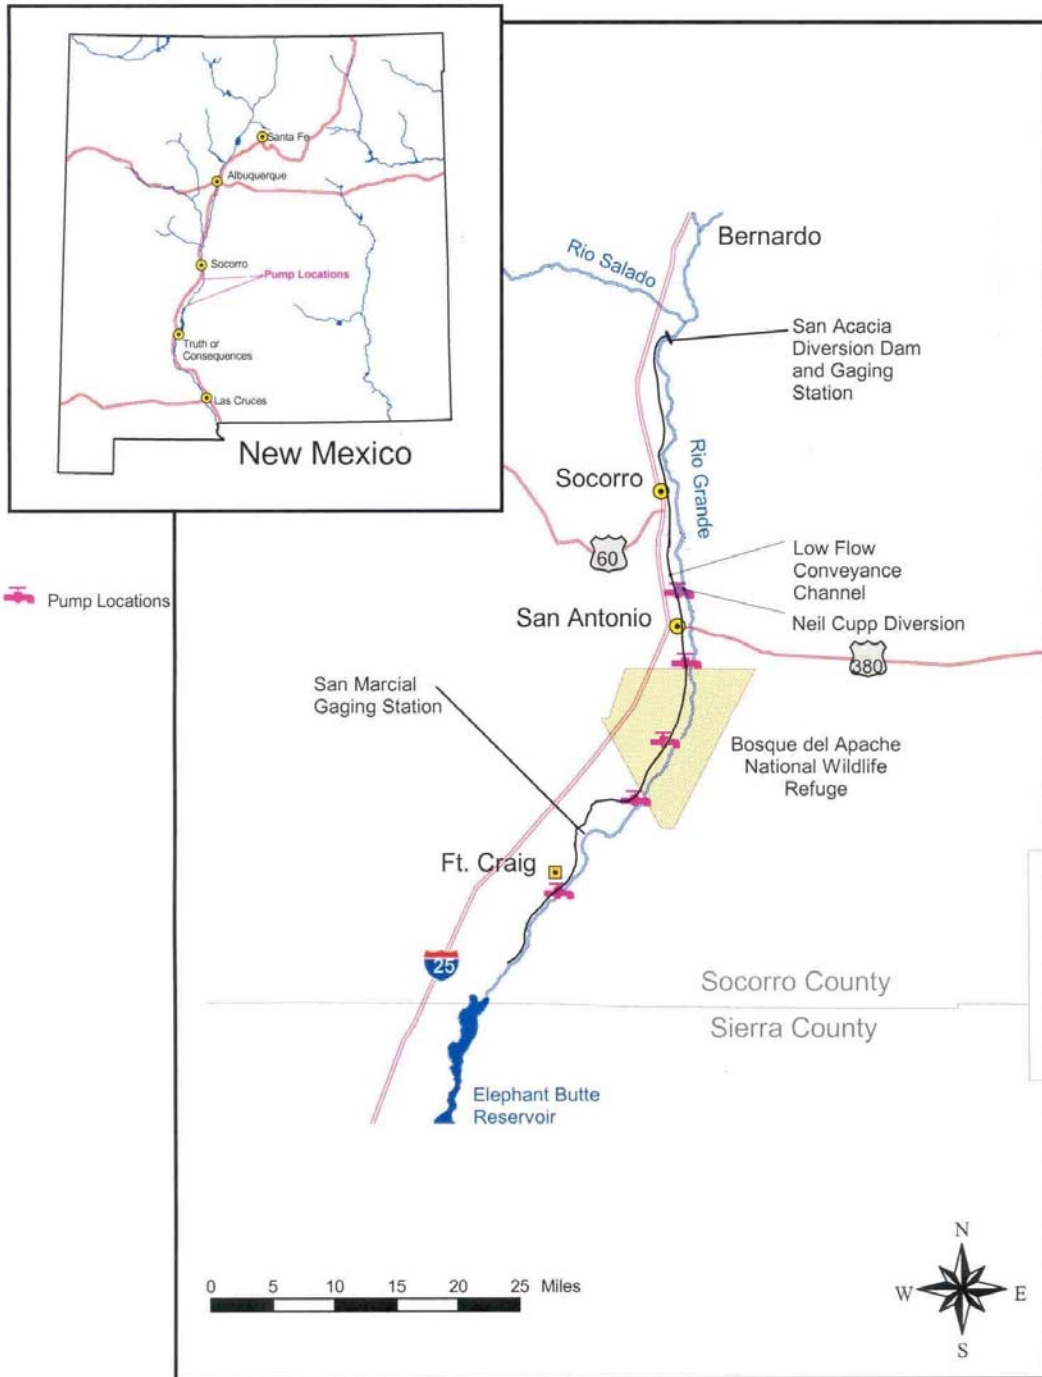 Santa Fe
Albuquerque
Socorro
Pump Locations
Truth or
Consequences
Las Cruces
New Mexico
Bernardo
Rio Salado
San Acacia
Diversion Dam
and Gaging
Station
Socorro
Rio Grande
60
Low Flow
Conveyance
Channel
Pump Locations
San Antonio
Neil Cupp Diversion
380
San Marcial
Gaging Station
Bosque del Apache
National Wildlife
Refuge
Ft. Craig
25
Socorro County
Sierra County
Elephant Butte
Reservoir
N
W
E
S
0 5 10 15 20 25 Miles